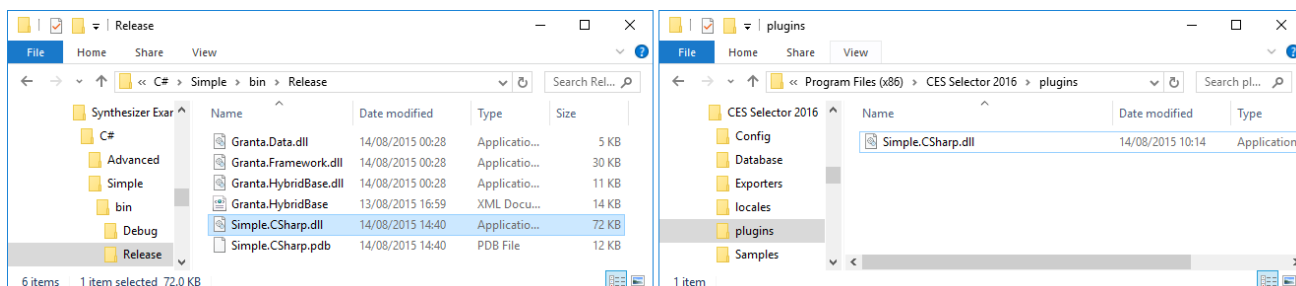 Release
File Home Share View
« C# > Simple > bin > Release
Search Rel...
Synthesizer Exar
C#
Advanced
Simple
bin
Debug
Release
Name Date modified Type Size
Granta.Data.dll 14/08/2015 00:28 Applicatio... 5 KB
Granta.Framework.dll 14/08/2015 00:28 Applicatio... 30 KB
Granta.HybridBase.dll 14/08/2015 00:28 Applicatio... 11 KB
Granta.HybridBase 13/08/2015 16:59 XML Docu... 14 KB
Simple.CSharp.dll 14/08/2015 14:40 Applicatio... 72 KB
Simple.CSharp.pdb 14/08/2015 14:40 PDB File 12 KB
6 items 1 item selected 72.0 KB
plugins
File Home Share View
« Program Files (x86) > CES Selector 2016 > plugins
Search pl...
CES Selector 2016
Config
Database
Exporters
locales
plugins
Samples
Name Date modified Type
Simple.CSharp.dll 14/08/2015 10:14 Application
1 item